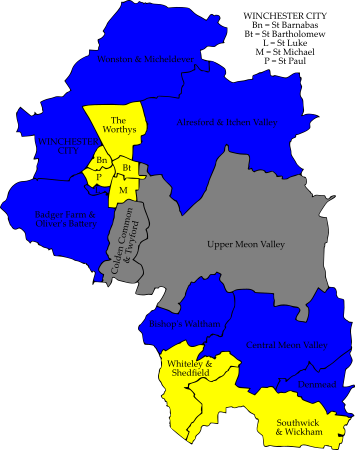 WINCHESTER CITY
Bn = St Barnabas
Bt = St Bartholomew
L = St Luke
M = St Michael
P = St Paul
Wonston & Micheldever
The
Worthys
Alresford & Itchen Valley
WINCHESTER
CITY
Bn
Bt
P
M
Badger Farm &
Oliver's Battery
Colden Common
& Twyford
Upper Meon Valley
Bishop's Waltham
Central Meon Valley
Whiteley &
Shedfield
Denmead
Southwick
& Wickham